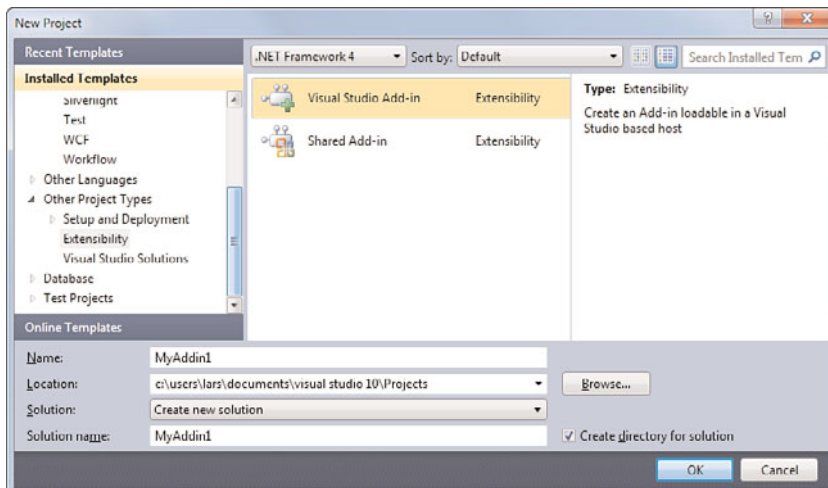 New Project
Recent Templates
.NET Framework 4
Sort by: Default
Search Installed Tem
Installed Templates
Silverlight
Test
WCF
Workflow
Other Languages
Other Project Types
Setup and Deployment
Extensibility
Visual Studio Solutions
Database
Test Projects
Online Templates
Visual Studio Add-in Extensibility
Shared Add-in Extensibility
Type: Extensibility
Create an Add-in loadable in a Visual
Studio based host
Name: MyAddin1
Location: c:\users\lars\documents\visual studio 10\Projects
Browse...
Solution: Create new solution
Solution name: MyAddin1
Create directory for solution
OK Cancel